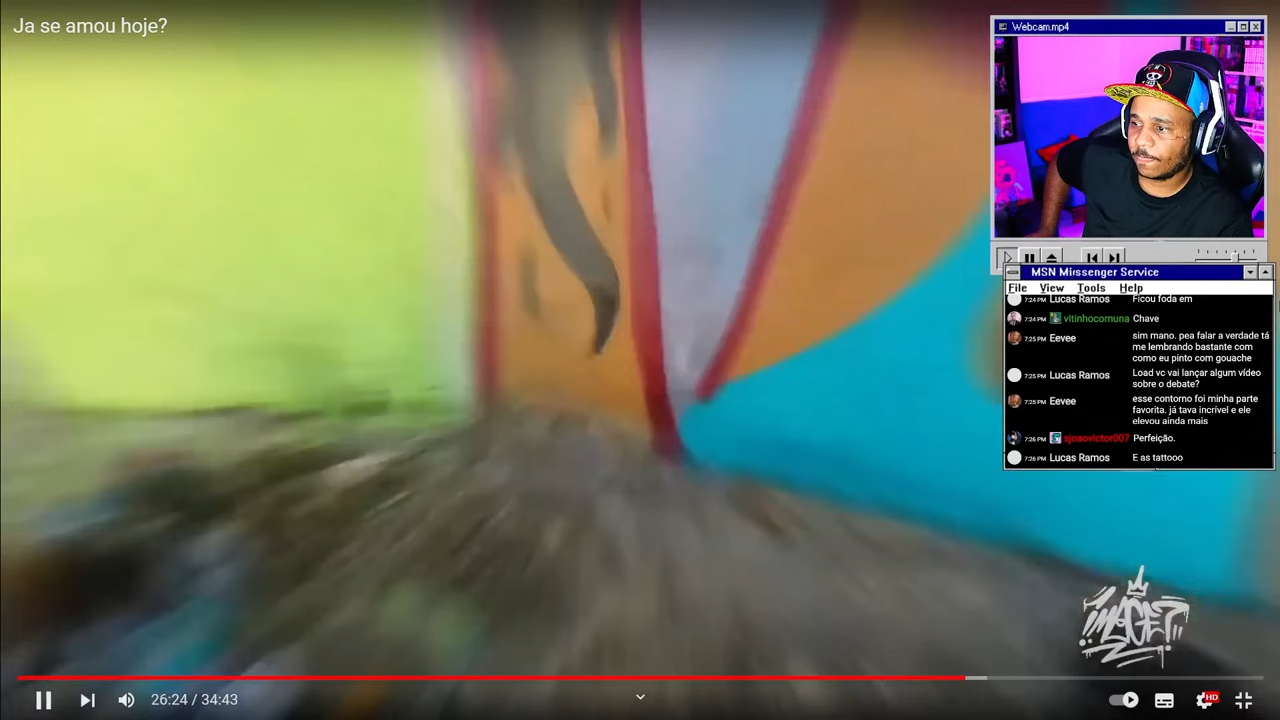 Ja se amou hoje?
Webcam.mp4
MSN Missenger Service
File View Tools Help
7:24 PM Lucas Ramos Ficou foda em
7:24 PM vitinhocomuna Chave
7:25 PM Eevee sim mano. pea falar a verdade tá
me lembrando bastante com
como eu pinto com gouache
7:25 PM Lucas Ramos Load vc vai lançar algum vídeo
sobre o debate?
7:25 PM Eevee esse contorno foi minha parte
favorita. já tava incrível e ele
elevou ainda mais
7:26 PM sjoaovictor007 Perfeição.
7:26 PM Lucas Ramos E as tattooo
IMAGE?
26:24 / 34:43
HD